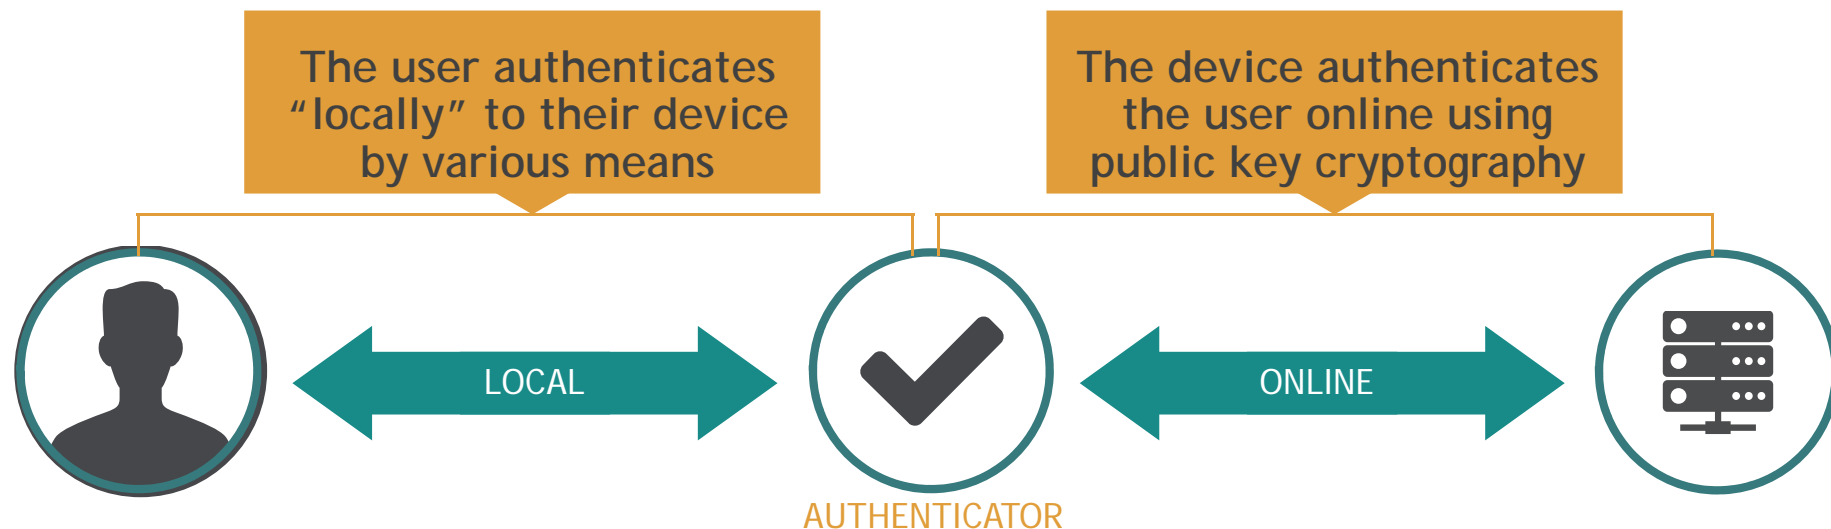 The user authenticates
“locally” to their device
by various means
The device authenticates
the user online using
public key cryptography
LOCAL
ONLINE
AUTHENTICATOR